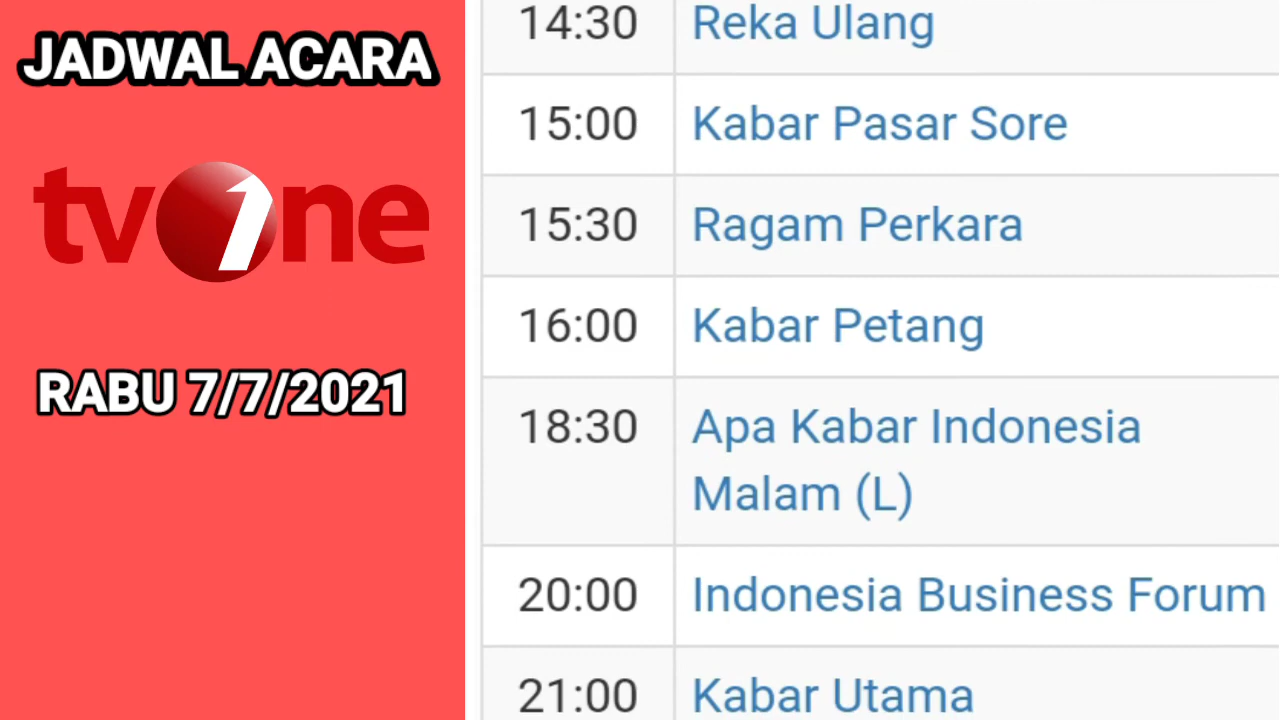 JADWAL ACARA
tvOne
RABU 7/7/2021
14:30 Reka Ulang
15:00 Kabar Pasar Sore
15:30 Ragam Perkara
16:00 Kabar Petang
18:30 Apa Kabar Indonesia
Malam (L)
20:00 Indonesia Business Forum
21:00 Kabar Utama